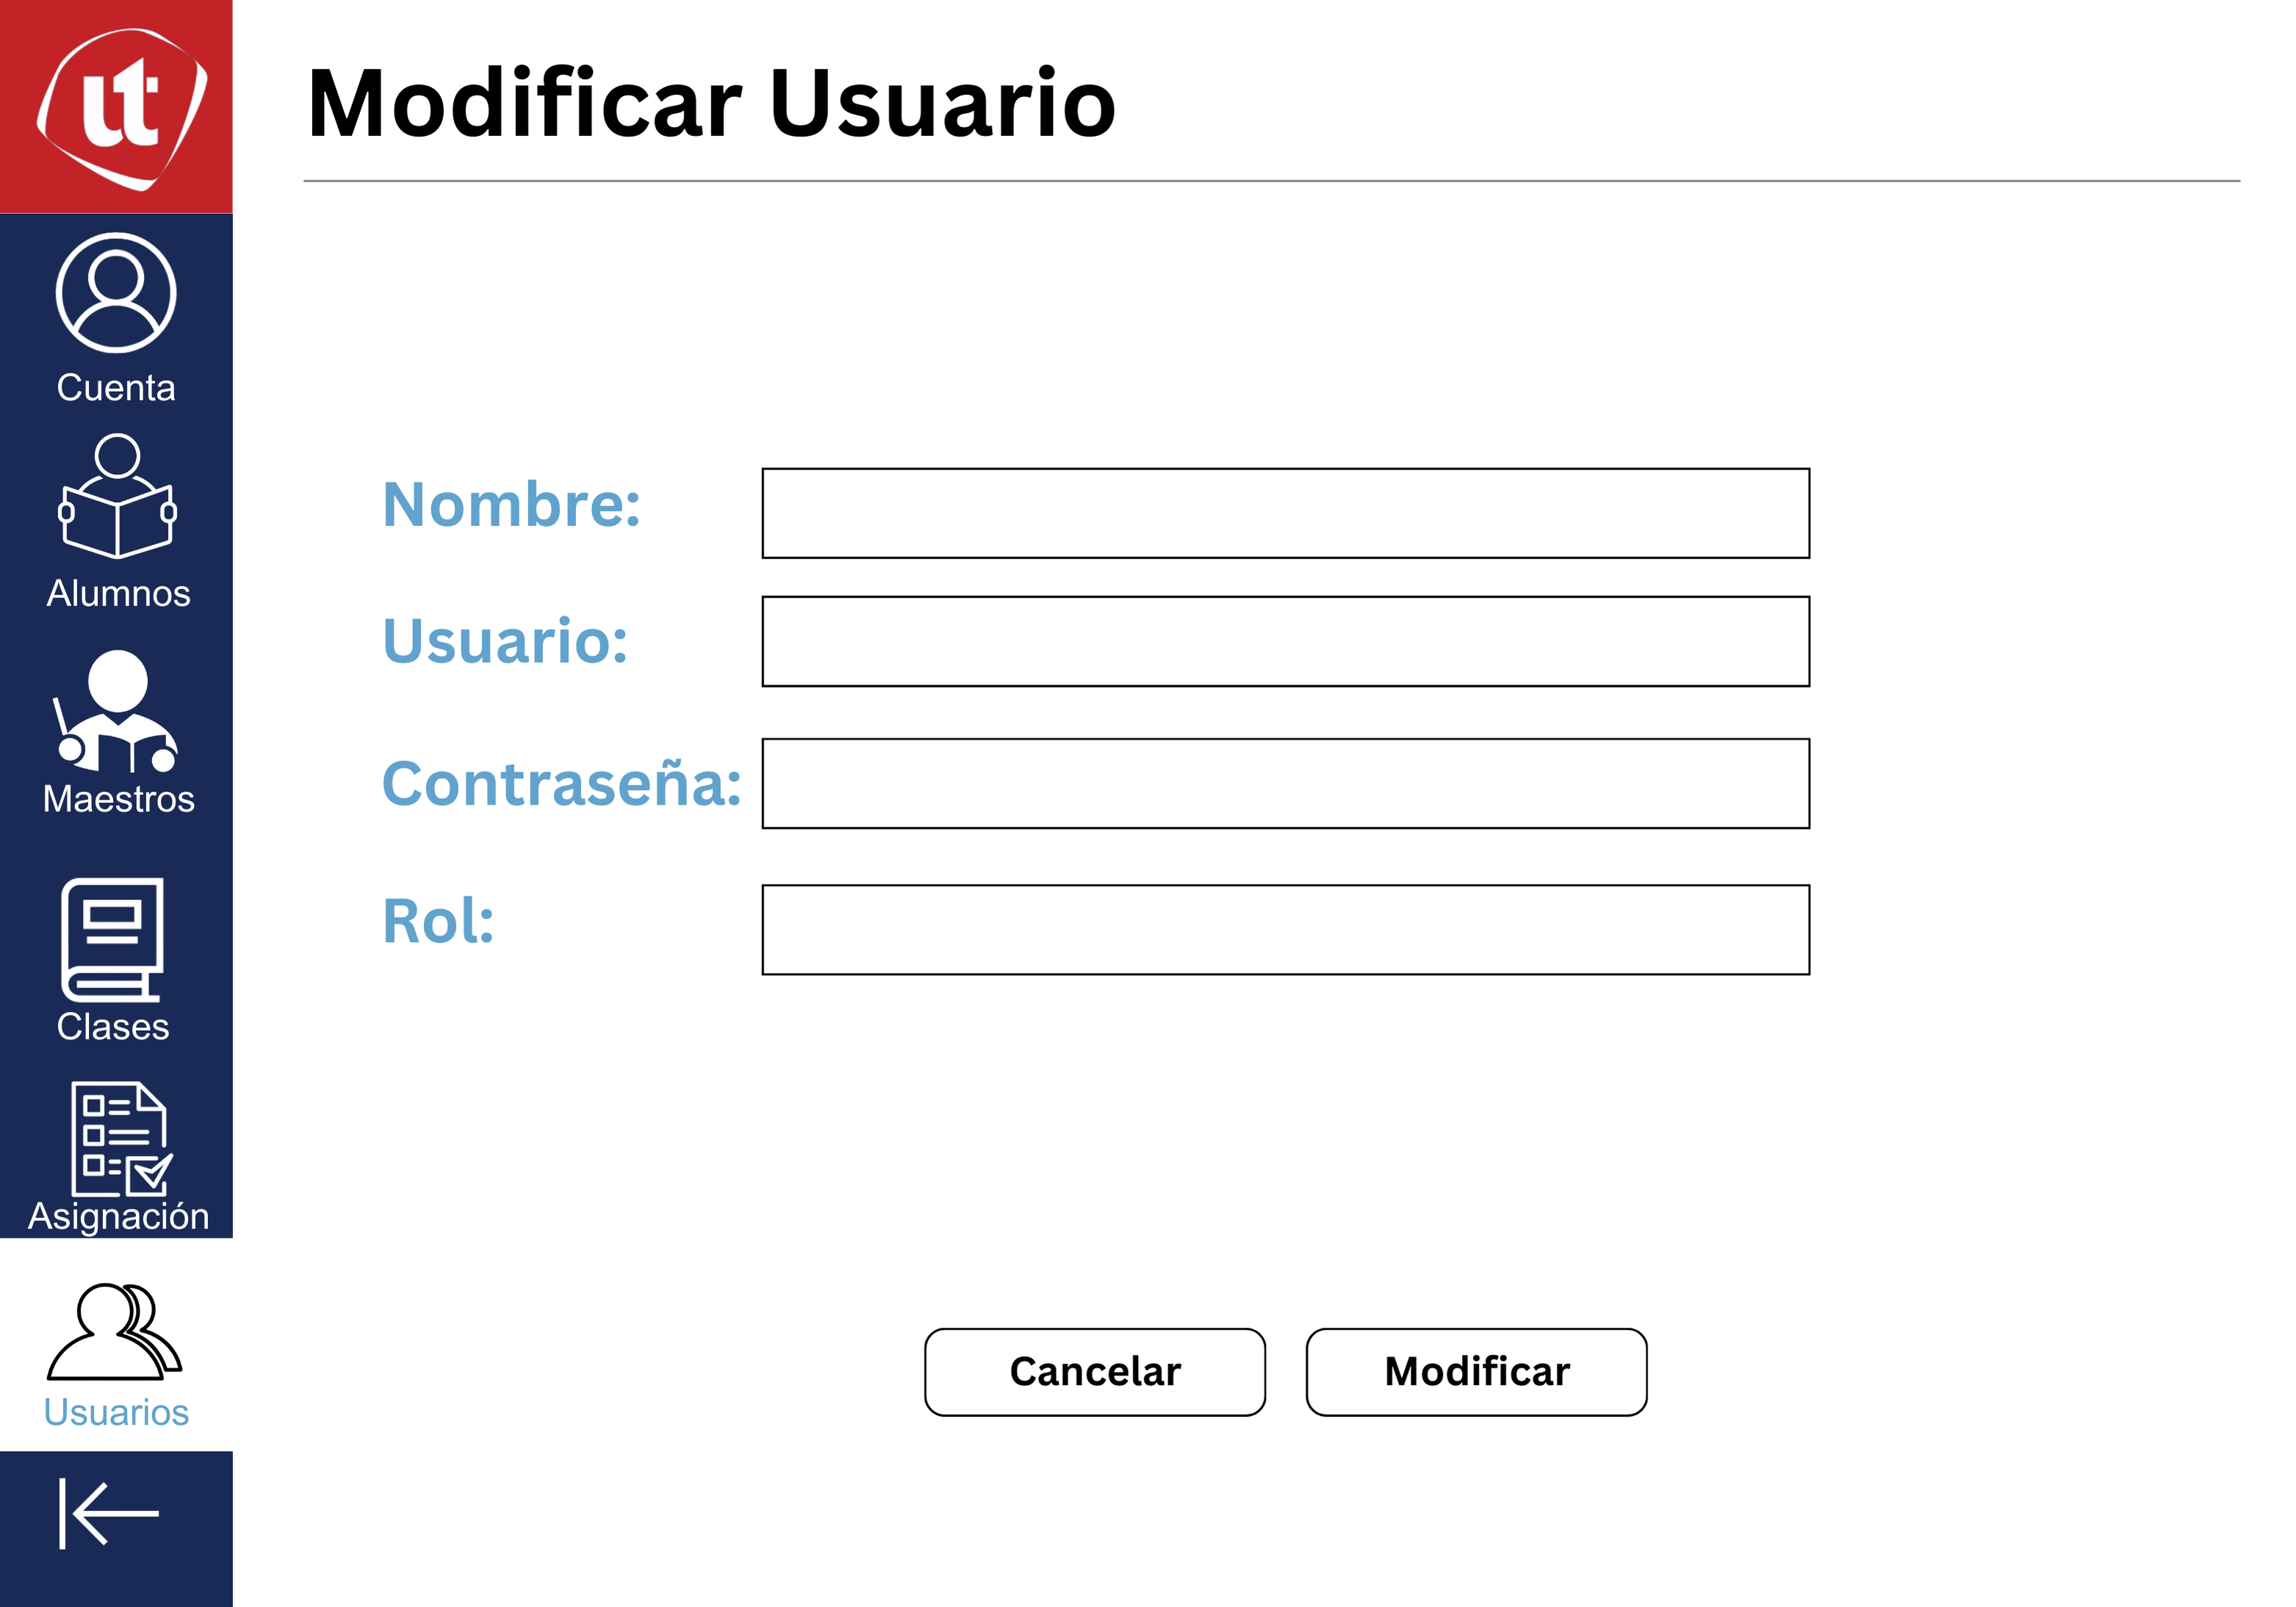 ut
Modificar Usuario
Cuenta
Alumnos
Maestros
Clases
Asignación
Usuarios
Nombre:
Usuario:
Contraseña:
Rol:
Cancelar
Modificar